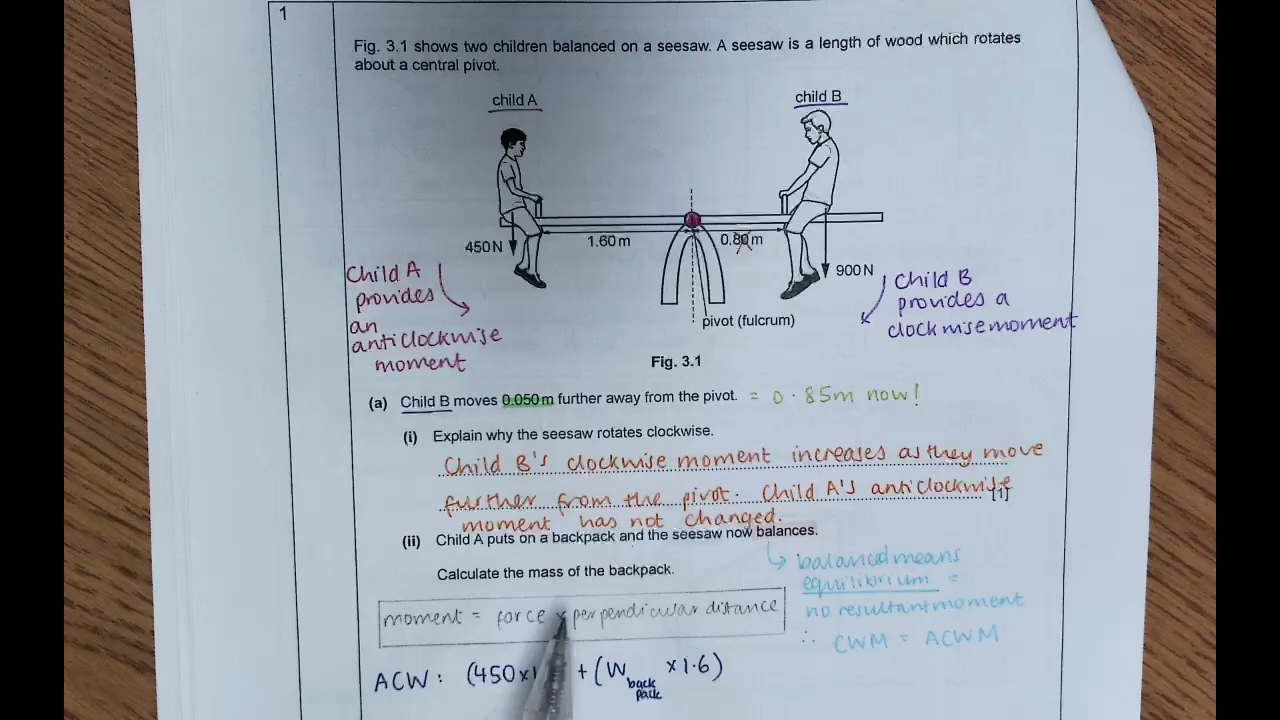 1
Fig. 3.1 shows two children balanced on a seesaw. A seesaw is a length of wood which rotates
about a central pivot.
child A
child B
450 N
1.60 m
0.80 m
900 N
pivot (fulcrum)
Child A
provides
an
anticlockwise
moment
Child B
provides a
clockwise moment
Fig. 3.1
(a) Child B moves 0.050 m further away from the pivot. = 0.85m now!
(i) Explain why the seesaw rotates clockwise.
Child B's clockwise moment increases as they move
further from the pivot. Child A's anticlockwise [1]
moment has not changed.
(ii) Child A puts on a backpack and the seesaw now balances.
Calculate the mass of the backpack.
balanced means
equilibrium =
no resultant moment
∴ CWM = ACWM
moment = force × perpendicular distance
ACW: (450×1 + (W back pack × 1.6)